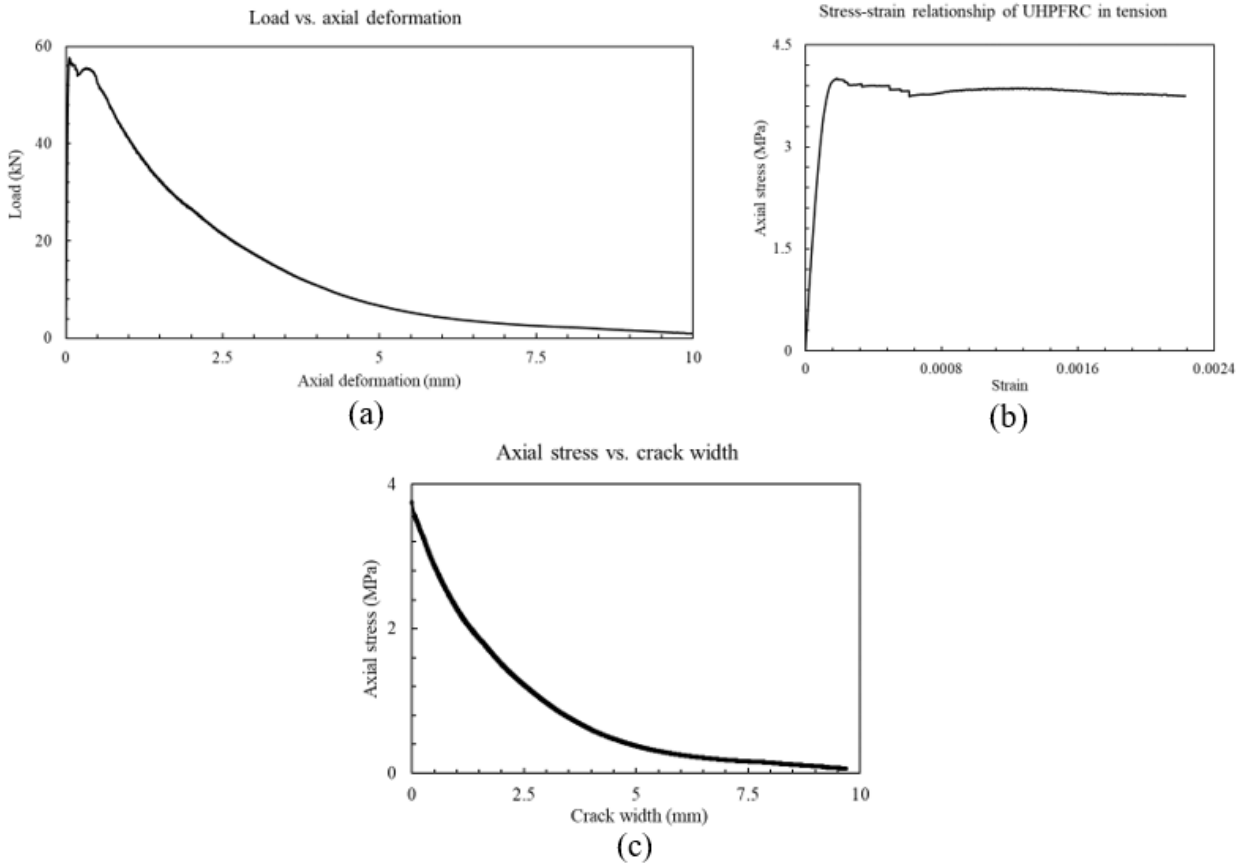 Load vs. axial deformation
60
40
20
0
Load (kN)
0 2.5 5 7.5 10
Axial deformation (mm)
(a)
Stress-strain relationship of UHPFRC in tension
4.5
3
1.5
0
Axial stress (MPa)
0 0.0008 0.0016 0.0024
Strain
(b)
Axial stress vs. crack width
4
2
0
Axial stress (MPa)
0 2.5 5 7.5 10
Crack width (mm)
(c)